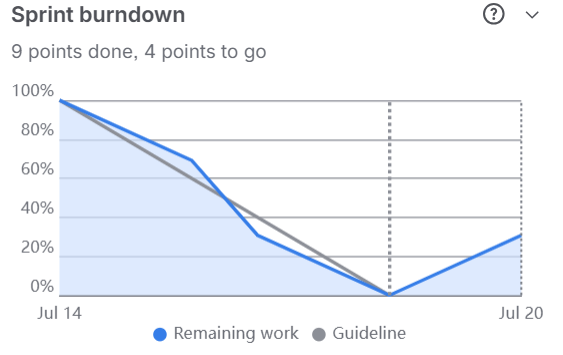 Sprint burndown
9 points done, 4 points to go
100%
80%
60%
40%
20%
0%
Jul 14
Jul 20
Remaining work
Guideline